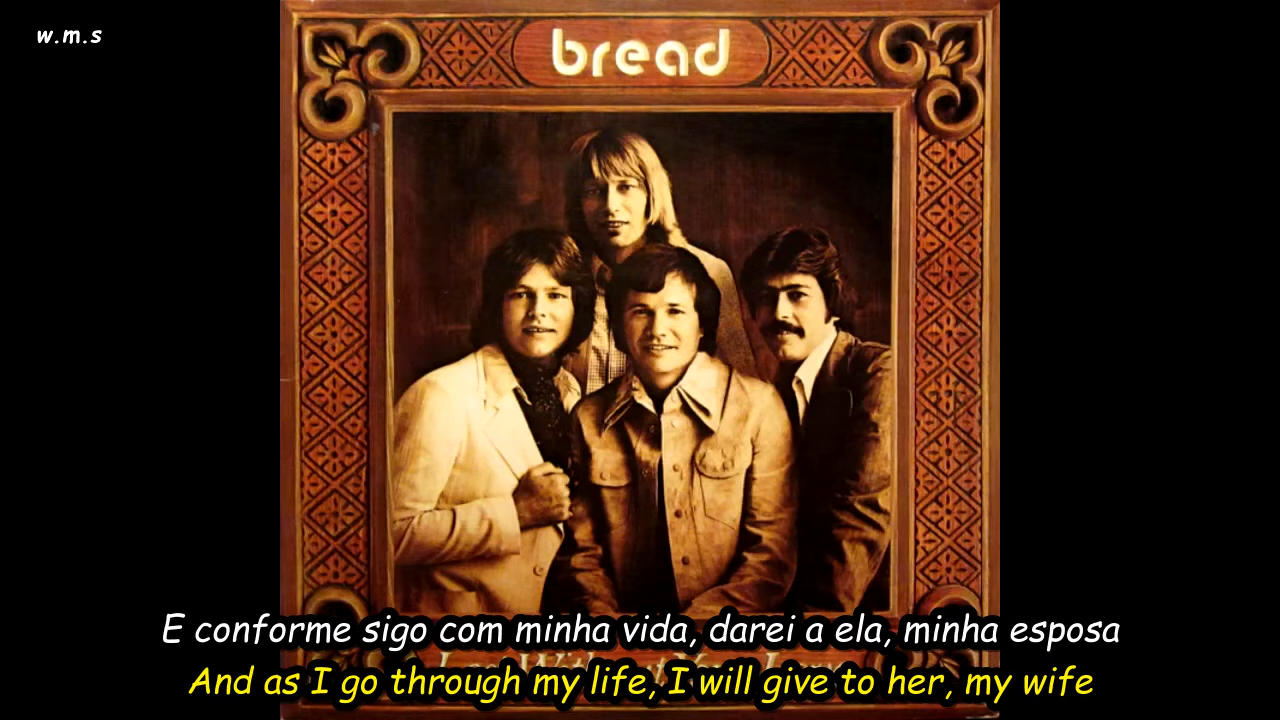 w.m.s
bread
E conforme sigo com minha vida, darei a ela, minha esposa
And as I go through my life, I will give to her, my wife